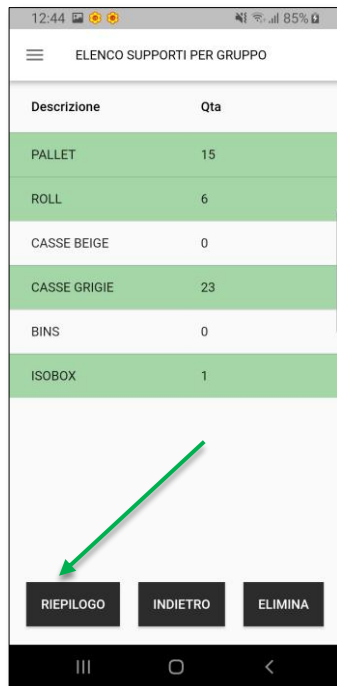 12:44 85%
ELENCO SUPPORTI PER GRUPPO
Descrizione Qta
PALLET 15
ROLL 6
CASSE BEIGE 0
CASSE GRIGIE 23
BINS 0
ISOBOX 1
RIEPILOGO INDIETRO ELIMINA